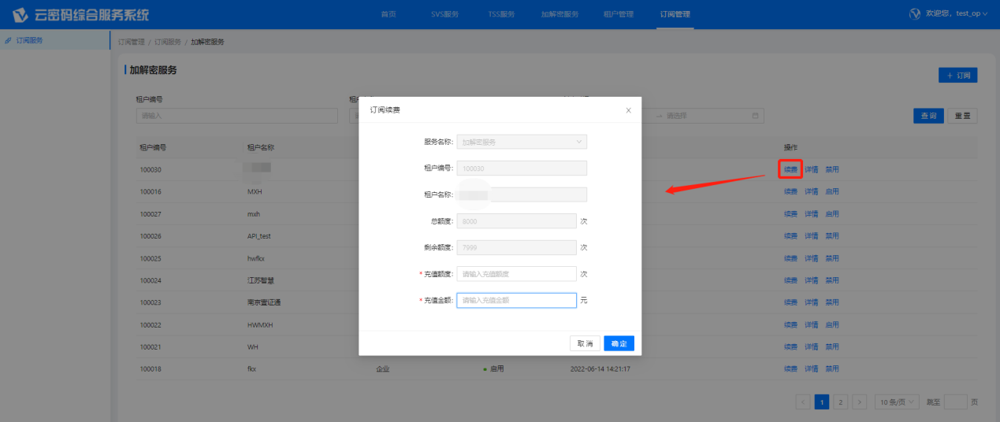 云密码综合服务系统
首页 SVS服务 TSS服务 加解密服务 租户管理 订阅管理
欢迎您，test_op
订阅服务
订阅管理 / 订阅服务 / 加解密服务
加解密服务
+ 订阅
租户编号
请输入
→ 请选择
查询 重置
租户编号 租户名称 操作
100030 续费 详情 禁用
100016 MXH 续费 详情 启用
100027 mxh 续费 详情 启用
100026 API_test 续费 详情 禁用
100025 hwfkx 续费 详情 禁用
100024 江苏智慧 续费 详情 禁用
100023 南京壹证通 续费 详情 禁用
100022 HWMXH 续费 详情 启用
100021 WH 续费 详情 禁用
100018 fkx 企业 启用 2022-06-14 14:21:17 续费 详情 禁用
< 1 2 > 10 条/页 跳至 页
订阅续费
服务名称: 加解密服务
租户编号: 100030
租户名称:
总额度: 8000 次
剩余额度: 7999 次
* 充值额度: 请输入充值额度 次
* 充值金额: 请输入充值金额 元
取消 确定